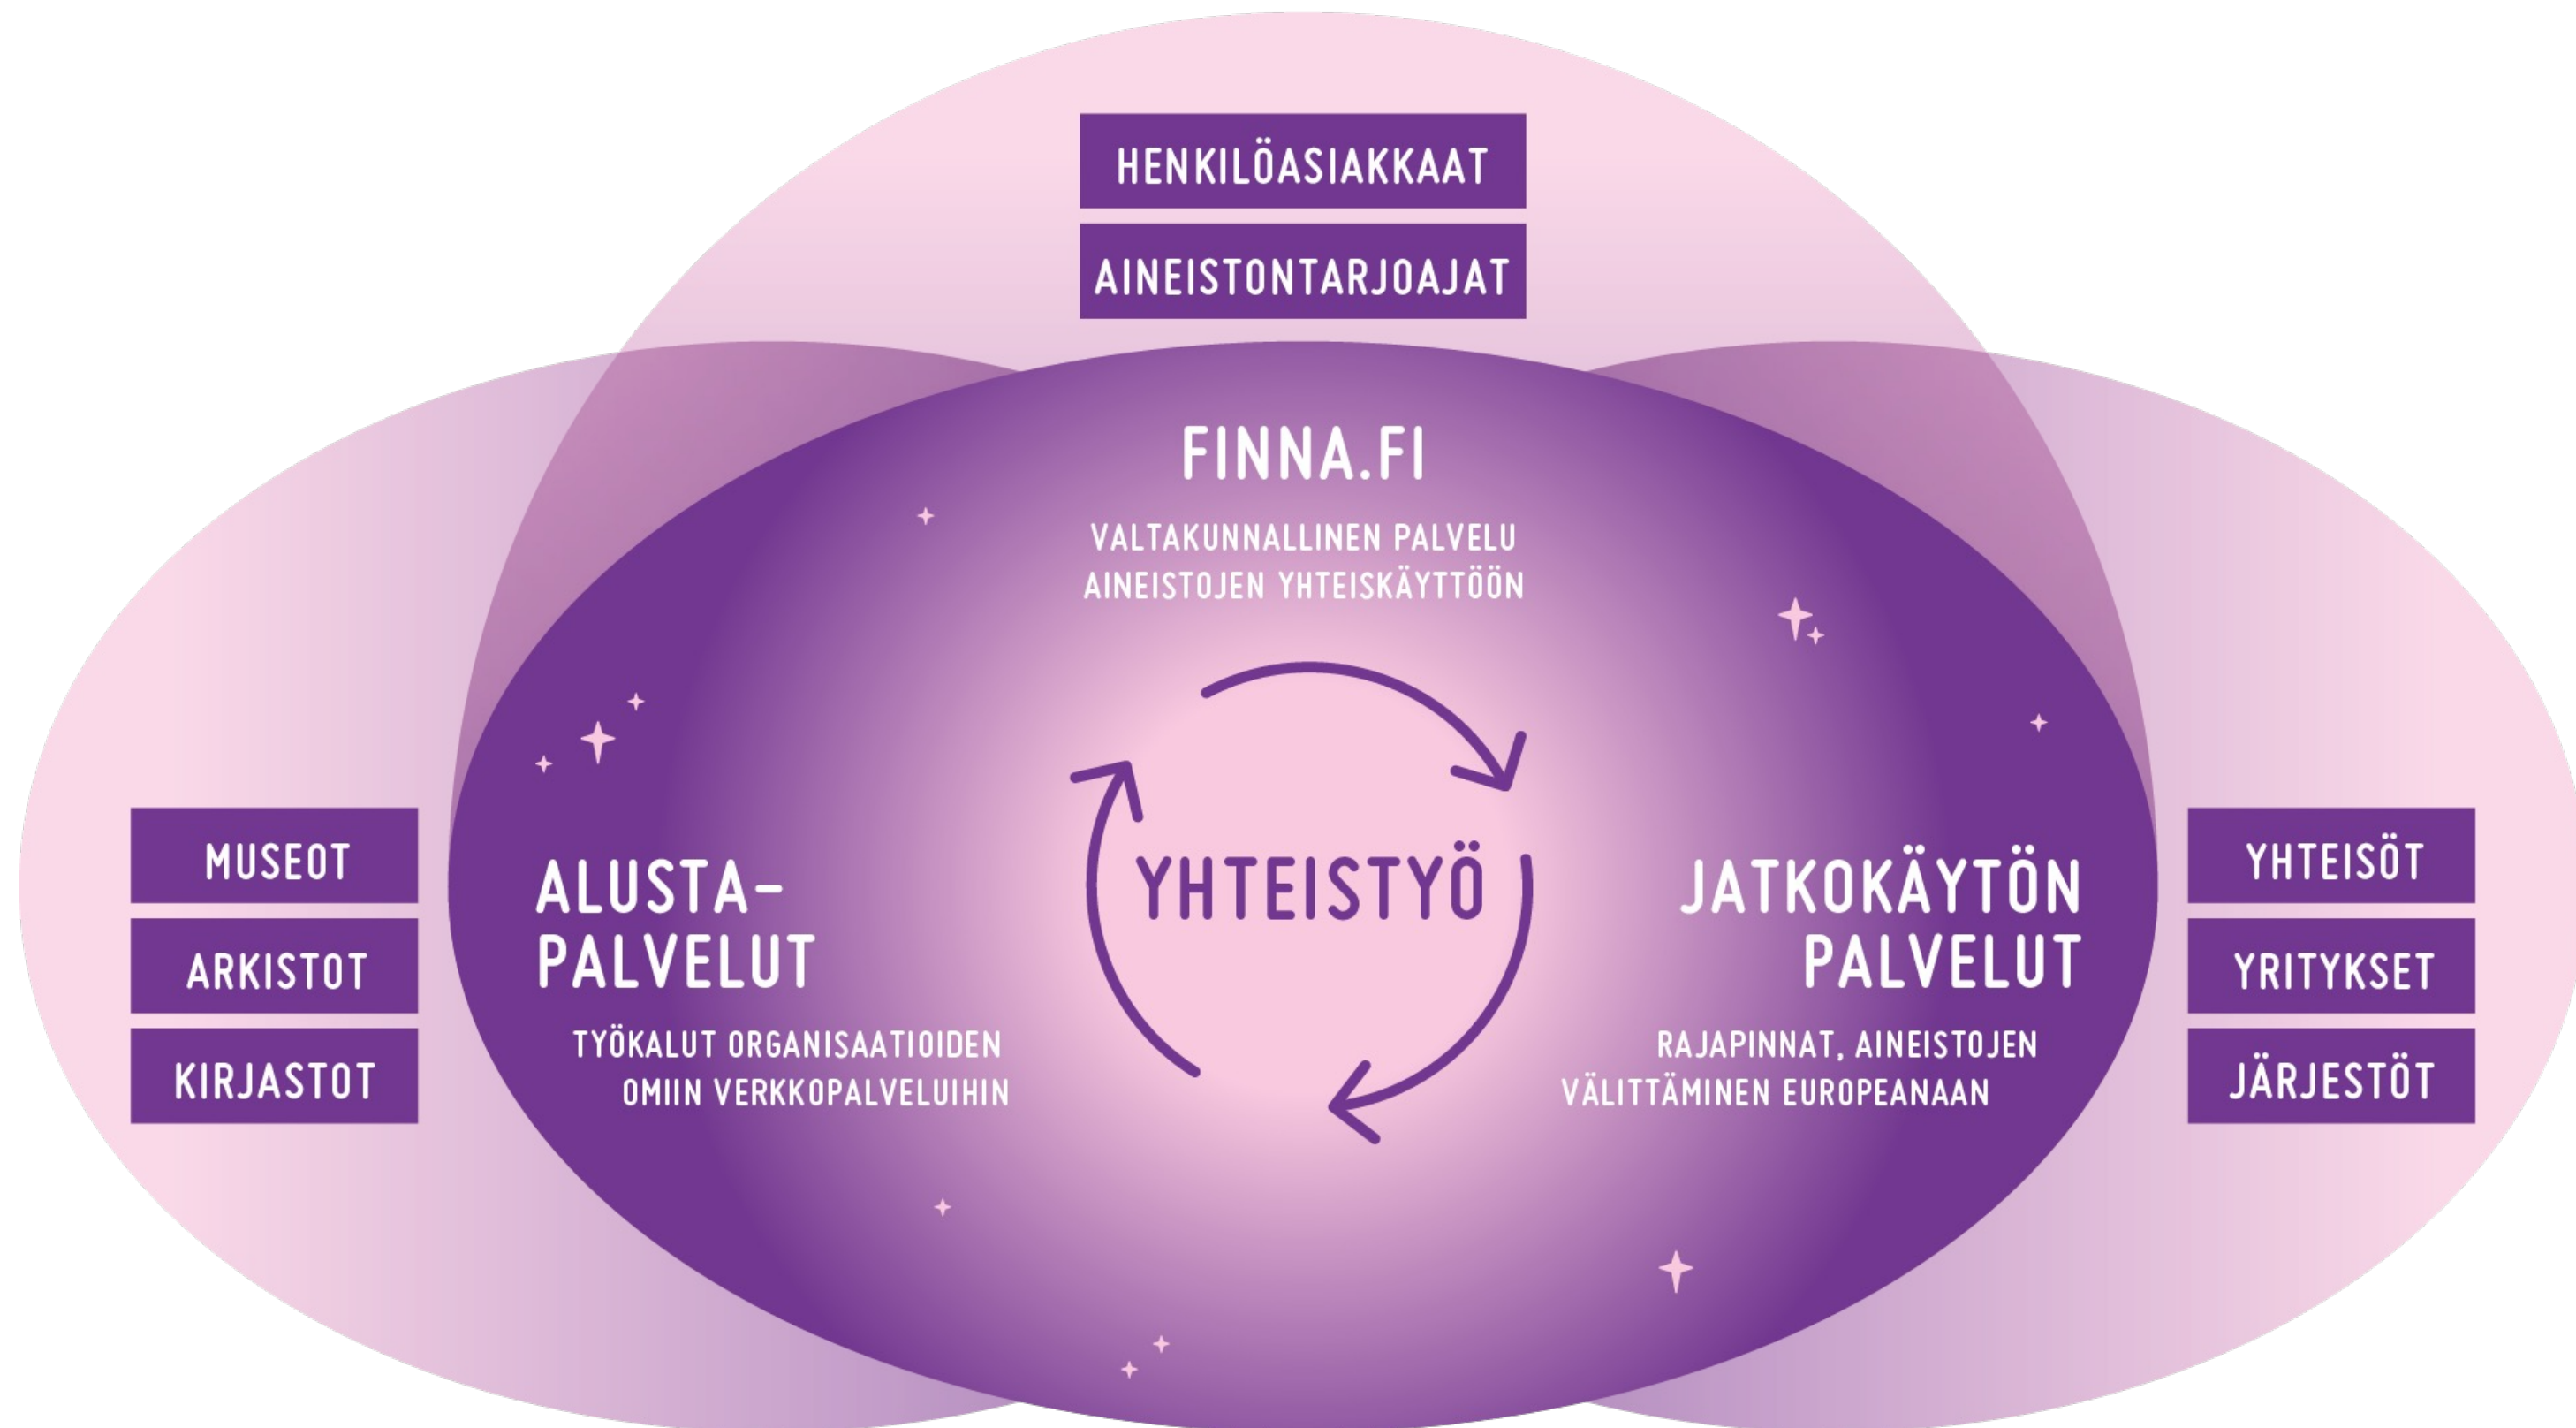 HENKILÖASIAKKAAT
AINEISTONTARJOAJAT
FINNA.FI
VALTAKUNNALLINEN PALVELU
AINEISTOJEN YHTEISKÄYTTÖÖN
MUSEOT
ARKISTOT
KIRJASTOT
ALUSTA-
PALVELUT
TYÖKALUT ORGANISAATIOIDEN
OMIIN VERKKOPALVELUIHIN
YHTEISTYÖ
JATKOKÄYTÖN
PALVELUT
RAJAPINNAT, AINEISTOJEN
VÄLITTÄMINEN EUROPEANAAN
YHTEISÖT
YRITYKSET
JÄRJESTÖT